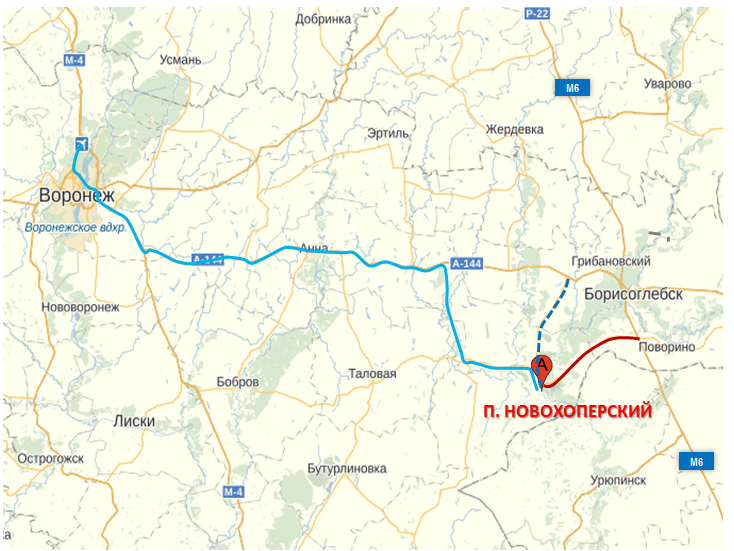 Добринка
Р-22
М-4
Усмань
М6
Уварово
Эртиль
Жердевка
Воронеж
Воронежское вдхр.
Анна
А-144
А-144
Грибановский
Борисоглебск
Нововоронеж
Поворино
А
Таловая
Бобров
П. НОВОХОПЕРСКИЙ
Лиски
Острогожск
М6
Бутурлиновка
Урюпинск
М-4